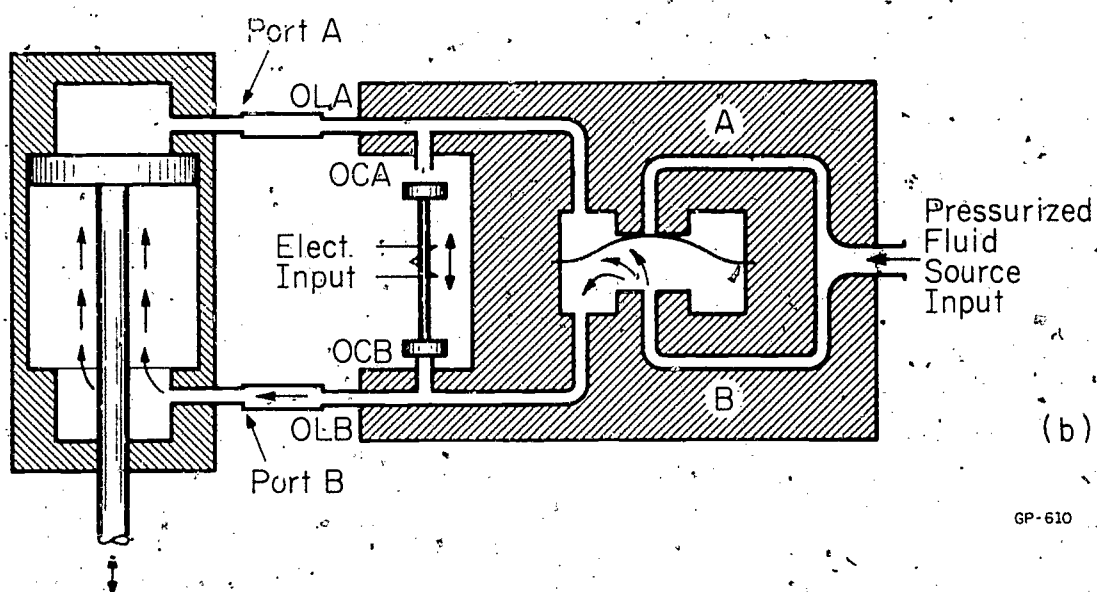 Port A
OLA
A
OCA
Pressurized
Fluid
Source
Input
Elect.
Input
OCB
B
OLB
Port B
(b)
GP-610